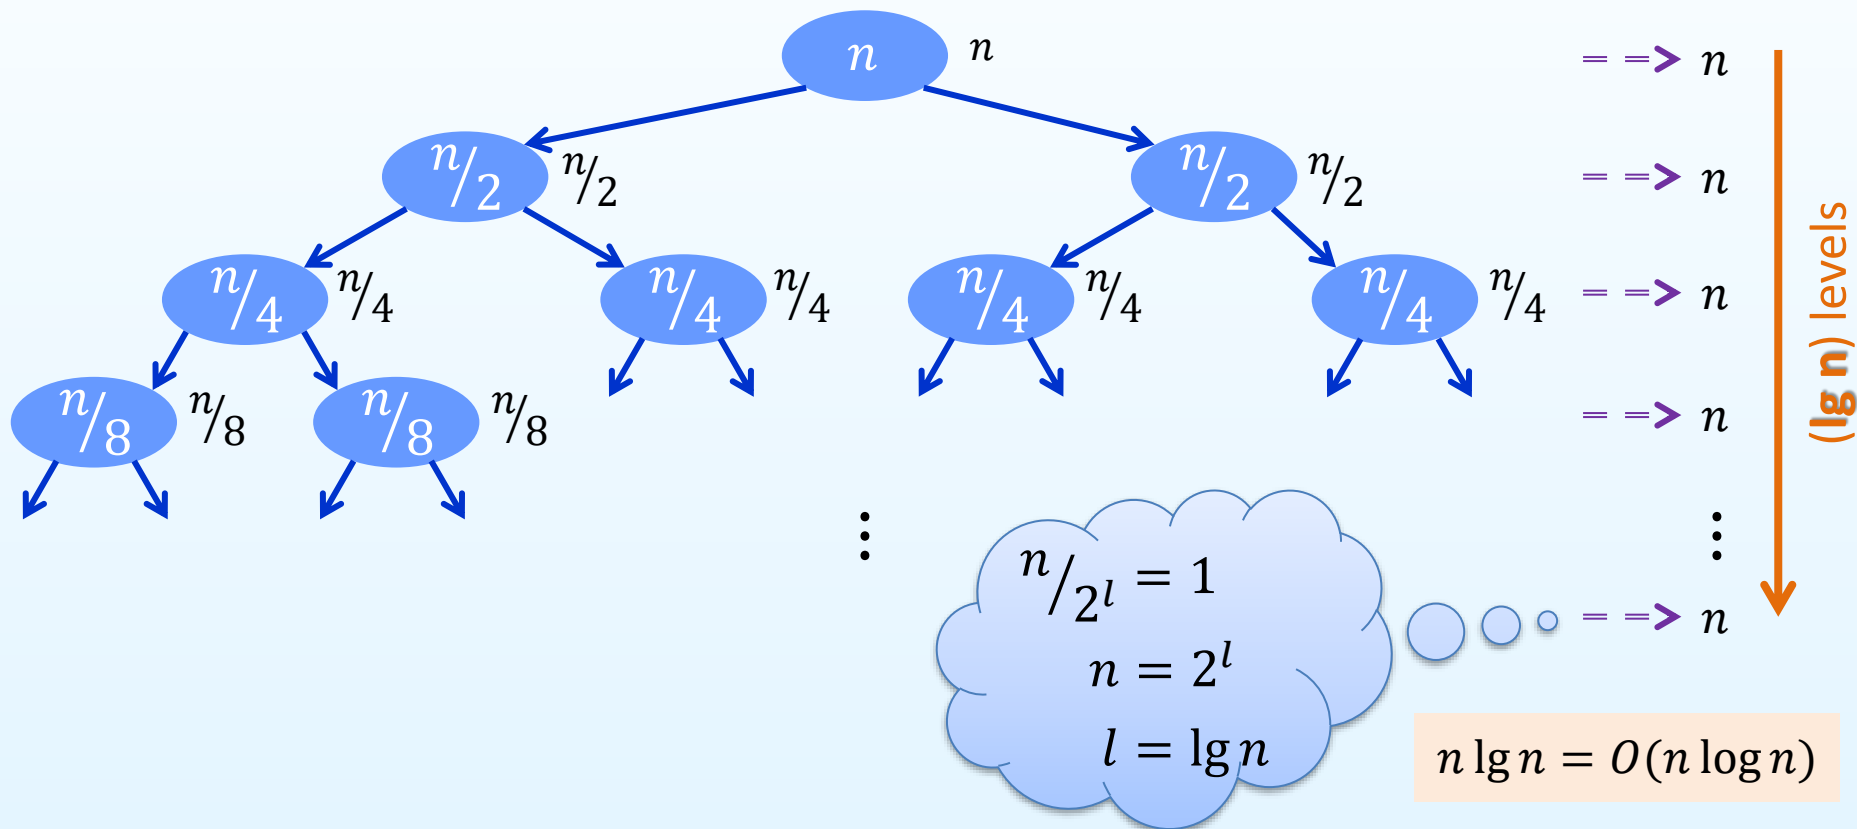 n n = => n
n/2 n/2 n/2 n/2 = => n
n/4 n/4 n/4 n/4 n/4 n/4 n/4 n/4 = => n
n/8 n/8 n/8 n/8 = => n
⋮ ⋮
= => n
(lg n) levels
n/2^l = 1
n = 2^l
l = lg n
n lg n = O(n log n)